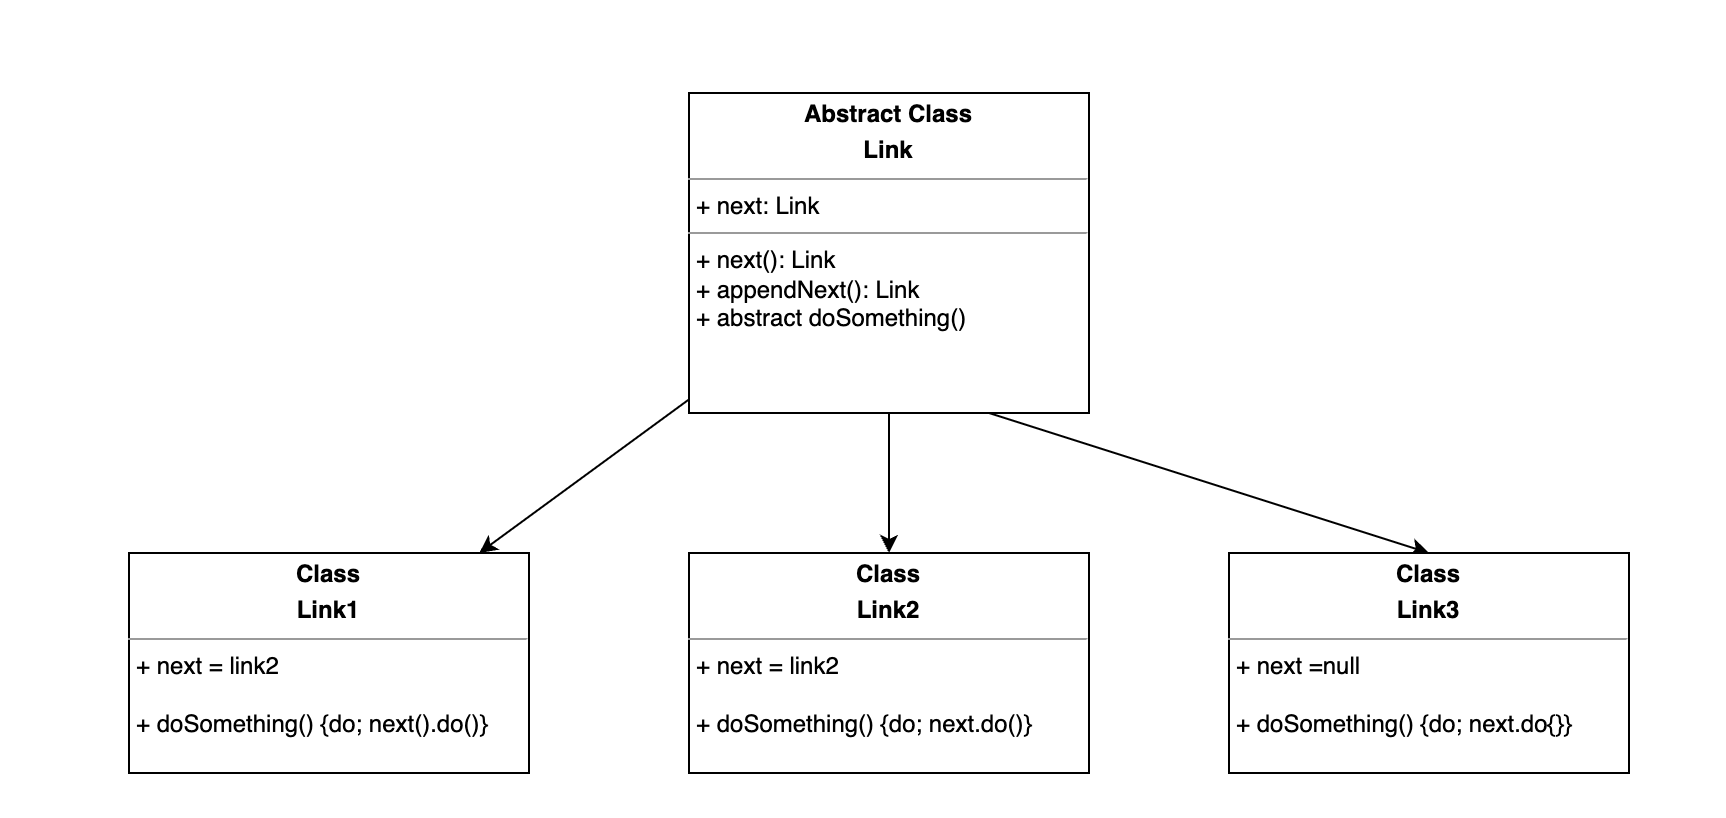 Abstract Class
Link
+ next: Link
+ next(): Link
+ appendNext(): Link
+ abstract doSomething()
Class
Link1
+ next = link2
+ doSomething() {do; next().do()}
Class
Link2
+ next = link2
+ doSomething() {do; next.do()}
Class
Link3
+ next =null
+ doSomething() {do; next.do{}}